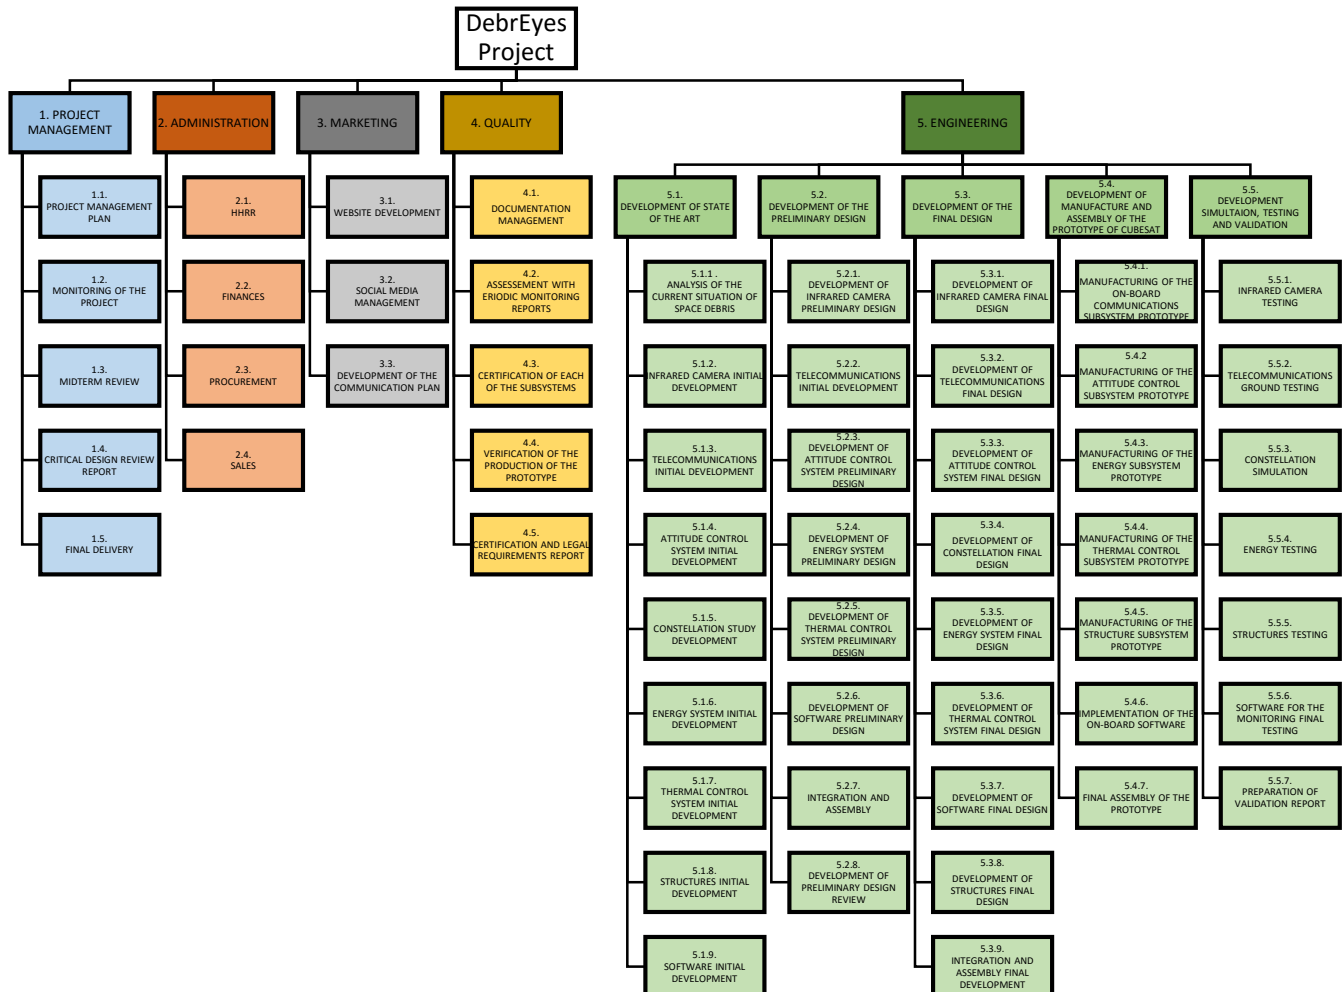 DebrEyes
Project
1. PROJECT
MANAGEMENT
2. ADMINISTRATION
3. MARKETING
4. QUALITY
5. ENGINEERING
1.1.
PROJECT MANAGEMENT
PLAN
1.2.
MONITORING OF THE
PROJECT
1.3.
MIDTERM REVIEW
1.4.
CRITICAL DESIGN REVIEW
REPORT
1.5.
FINAL DELIVERY
2.1.
HHRR
2.2.
FINANCES
2.3.
PROCUREMENT
2.4.
SALES
3.1.
WEBSITE DEVELOPMENT
3.2.
SOCIAL MEDIA
MANAGEMENT
3.3.
DEVELOPMENT OF THE
COMMUNICATION PLAN
4.1.
DOCUMENTATION
MANAGEMENT
4.2.
ASSESSMENT WITH
ERIODIC MONITORING
REPORTS
4.3.
CERTIFICATION OF EACH
OF THE SUBSYSTEMS
4.4.
VERIFICATION OF THE
PRODUCTION OF THE
PROTOTYPE
4.5.
CERTIFICATION AND LEGAL
REQUIREMENTS REPORT
5.1.
DEVELOPMENT OF STATE
OF THE ART
5.1.1 .
ANALYSIS OF THE
CURRENT SITUATION OF
SPACE DEBRIS
5.1.2.
INFRARED CAMERA INITIAL
DEVELOPMENT
5.1.3.
TELECOMMUNICATIONS
INITIAL DEVELOPMENT
5.1.4.
ATTITUDE CONTROL
SYSTEM INITIAL
DEVELOPMENT
5.1.5.
CONSTELLATION STUDY
DEVELOPMENT
5.1.6.
ENERGY SYSTEM INITIAL
DEVELOPMENT
5.1.7.
THERMAL CONTROL
SYSTEM INITIAL
DEVELOPMENT
5.1.8.
STRUCTURES INITIAL
DEVELOPMENT
5.1.9.
SOFTWARE INITIAL
DEVELOPMENT
5.2.
DEVELOPMENT OF THE
PRELIMINARY DESIGN
5.2.1.
DEVELOPMENT OF
INFRARED CAMERA
PRELIMINARY DESIGN
5.2.2.
TELECOMMUNICATIONS
INITIAL DEVELOPMENT
5.2.3.
DEVELOPMENT OF
ATTITUDE CONTROL
SYSTEM PRELIMINARY
DESIGN
5.2.4.
DEVELOPMENT OF
ENERGY SYSTEM
PRELIMINARY DESIGN
5.2.5.
DEVELOPMENT OF
THERMAL CONTROL
SYSTEM PRELIMINARY
DESIGN
5.2.6.
DEVELOPMENT OF
SOFTWARE PRELIMINARY
DESIGN
5.2.7.
INTEGRATION AND
ASSEMBLY
5.2.8.
DEVELOPMENT OF
PRELIMINARY DESIGN
REVIEW
5.3.
DEVELOPMENT OF THE
FINAL DESIGN
5.3.1.
DEVELOPMENT OF
INFRARED CAMERA FINAL
DESIGN
5.3.2.
DEVELOPMENT OF
TELECOMMUNICATIONS
FINAL DESIGN
5.3.3.
DEVELOPMENT OF
ATTITUDE CONTROL
SYSTEM FINAL DESIGN
5.3.4.
DEVELOPMENT OF
CONSTELLATION FINAL
DESIGN
5.3.5.
DEVELOPMENT OF
ENERGY SYSTEM FINAL
DESIGN
5.3.6.
DEVELOPMENT OF
THERMAL CONTROL
SYSTEM FINAL DESIGN
5.3.7.
DEVELOPMENT OF
SOFTWARE FINAL DESIGN
5.3.8.
DEVELOPMENT OF
STRUCTURES FINAL
DESIGN
5.3.9.
INTEGRATION AND
ASSEMBLY FINAL
DEVELOPMENT
5.4.
DEVELOPMENT OF
MANUFACTURE AND
ASSEMBLY OF THE
PROTOTYPE OF CUBESAT
5.4.1.
MANUFACTURING OF THE
ON-BOARD
COMMUNICATIONS
SUBSYSTEM PROTOTYPE
5.4.2
MANUFACTURING OF THE
ATTITUDE CONTROL
SUBSYSTEM PROTOTYPE
5.4.3.
MANUFACTURING OF THE
ENERGY SUBSYSTEM
PROTOTYPE
5.4.4.
MANUFACTURING OF THE
THERMAL CONTROL
SUBSYSTEM PROTOTYPE
5.4.5.
MANUFACTURING OF THE
STRUCTURE SUBSYSTEM
PROTOTYPE
5.4.6.
IMPLEMENTATION OF THE
ON-BOARD SOFTWARE
5.4.7.
FINAL ASSEMBLY OF THE
PROTOTYPE
5.5.
DEVELOPMENT
SIMULTAION, TESTING
AND VALIDATION
5.5.1.
INFRARED CAMERA
TESTING
5.5.2.
TELECOMMUNICATIONS
GROUND TESTING
5.5.3.
CONSTELLATION
SIMULATION
5.5.4.
ENERGY TESTING
5.5.5.
STRUCTURES TESTING
5.5.6.
SOFTWARE FOR THE
MONITORING FINAL
TESTING
5.5.7.
PREPARATION OF
VALIDATION REPORT